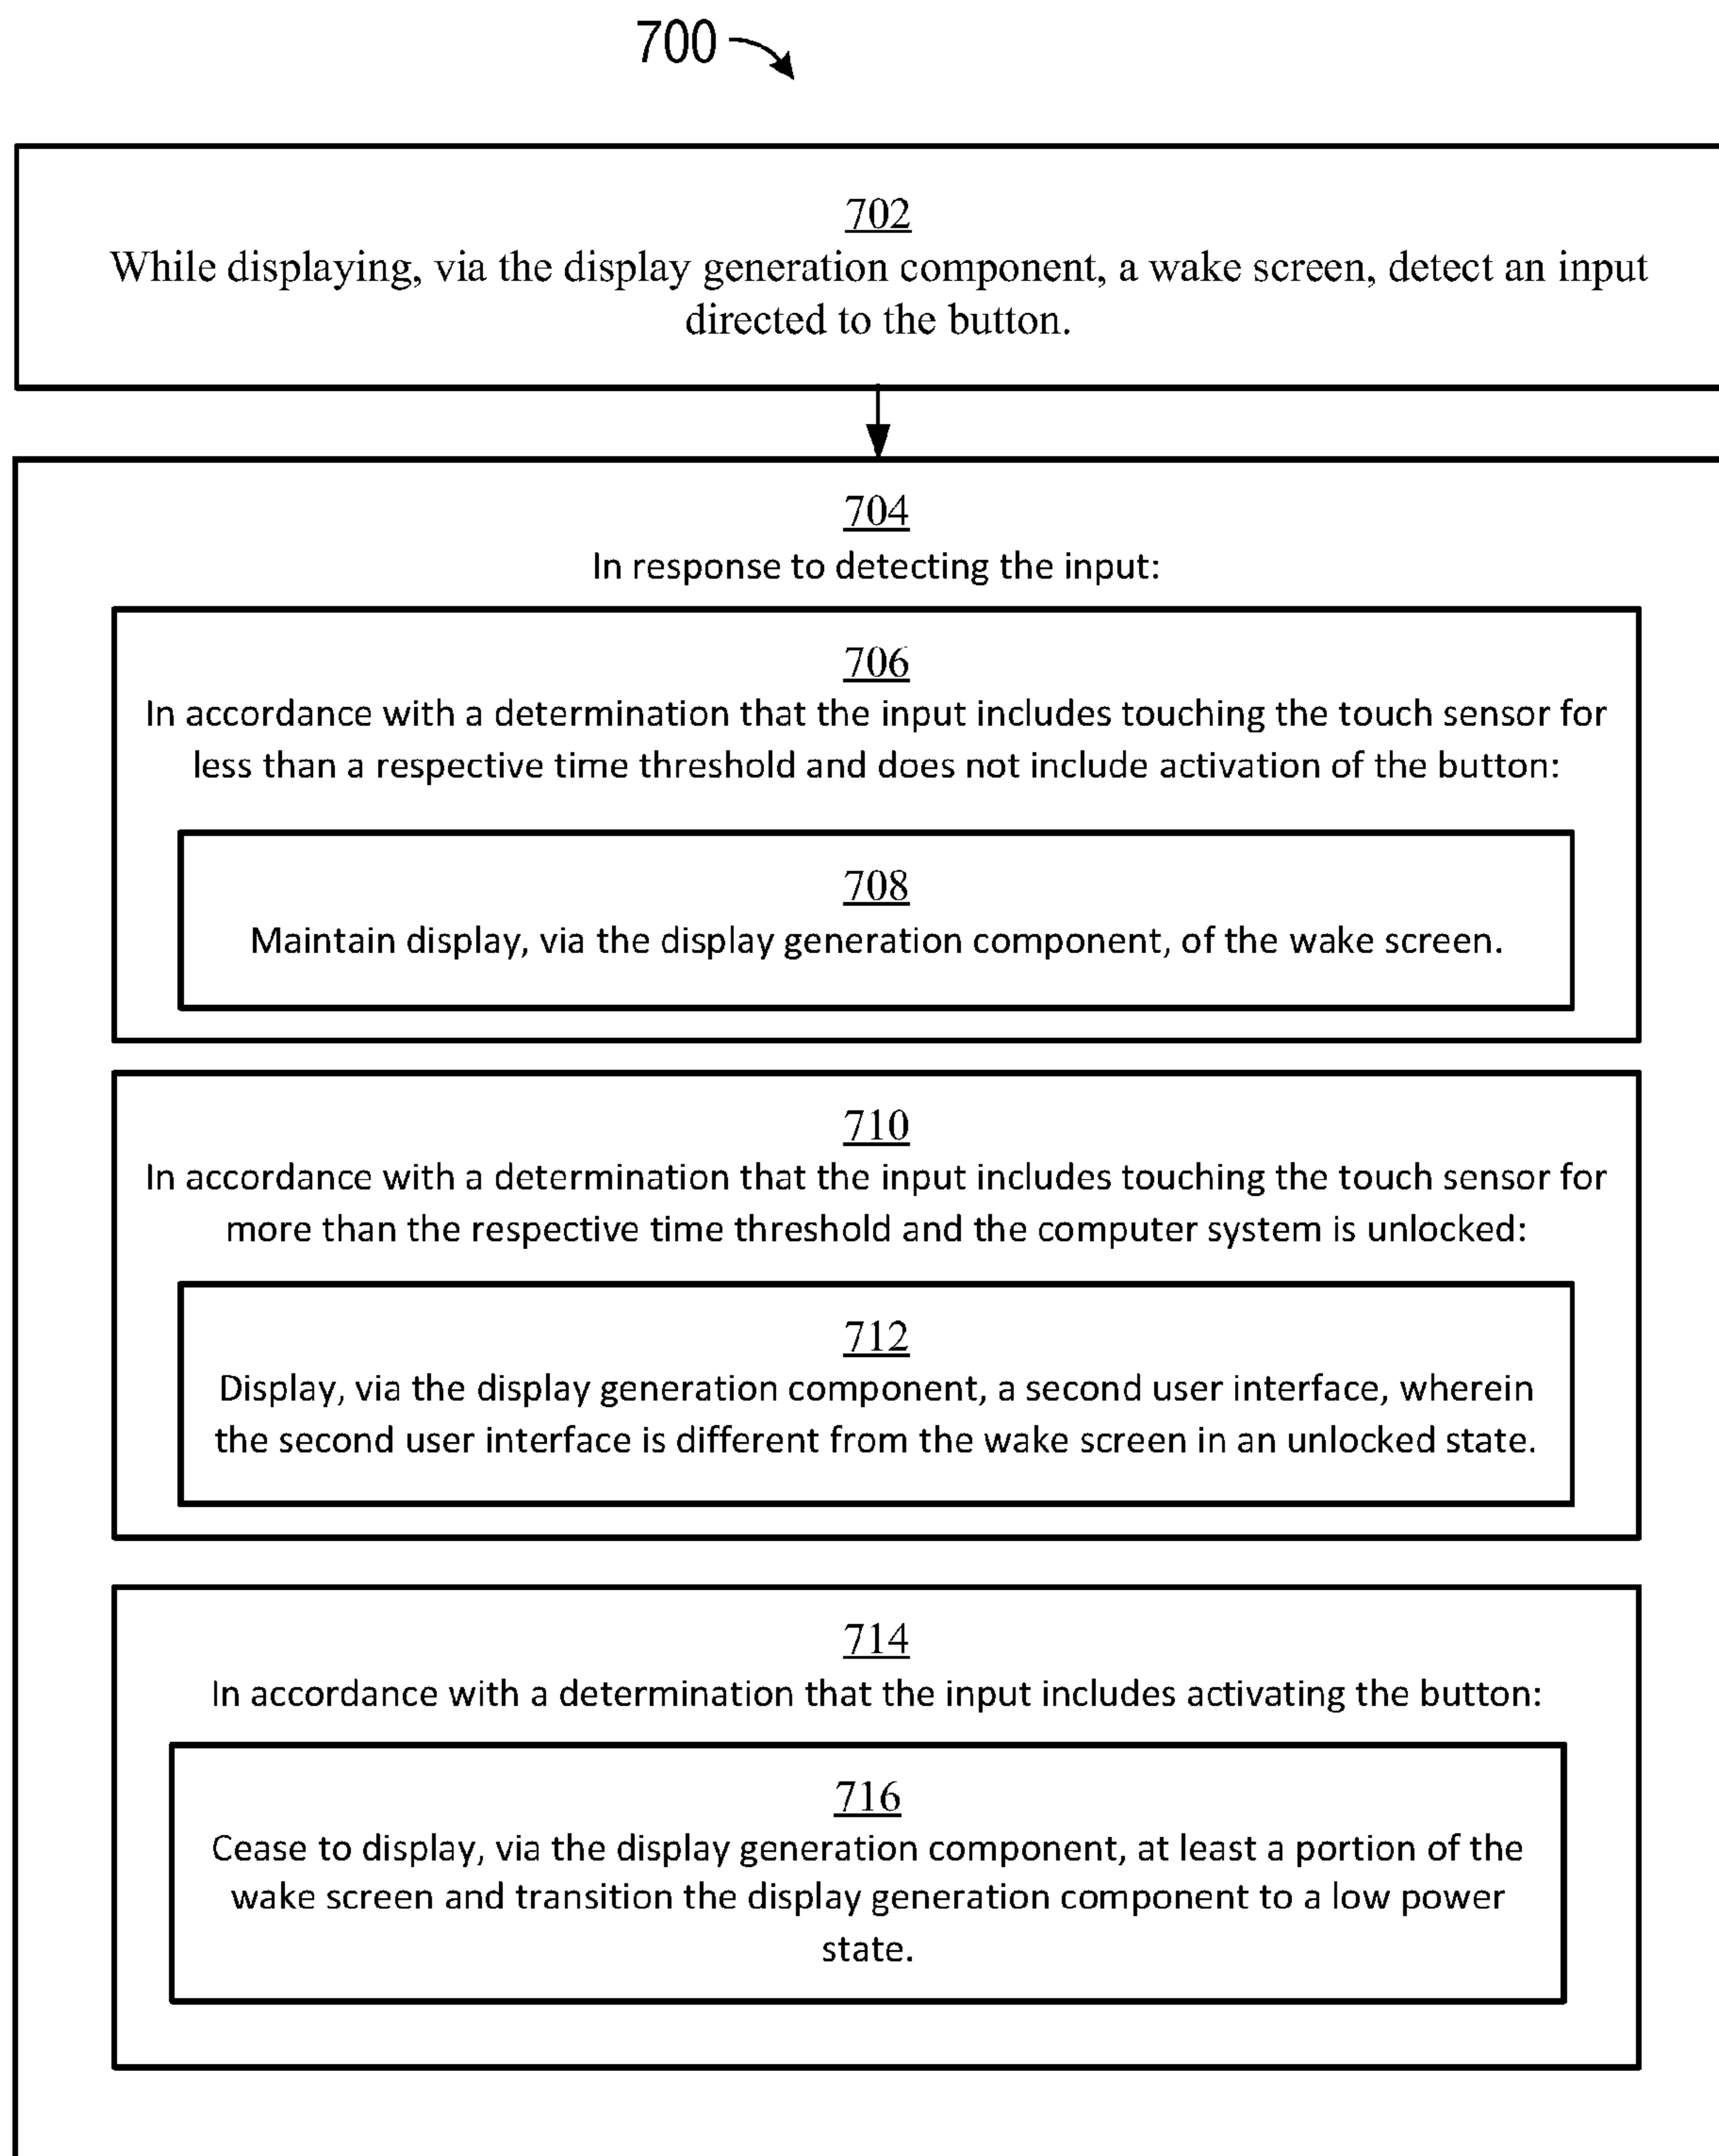 700
702
While displaying, via the display generation component, a wake screen, detect an input
directed to the button.
704
In response to detecting the input:
706
In accordance with a determination that the input includes touching the touch sensor for
less than a respective time threshold and does not include activation of the button:
708
Maintain display, via the display generation component, of the wake screen.
710
In accordance with a determination that the input includes touching the touch sensor for
more than the respective time threshold and the computer system is unlocked:
712
Display, via the display generation component, a second user interface, wherein
the second user interface is different from the wake screen in an unlocked state.
714
In accordance with a determination that the input includes activating the button:
716
Cease to display, via the display generation component, at least a portion of the
wake screen and transition the display generation component to a low power
state.